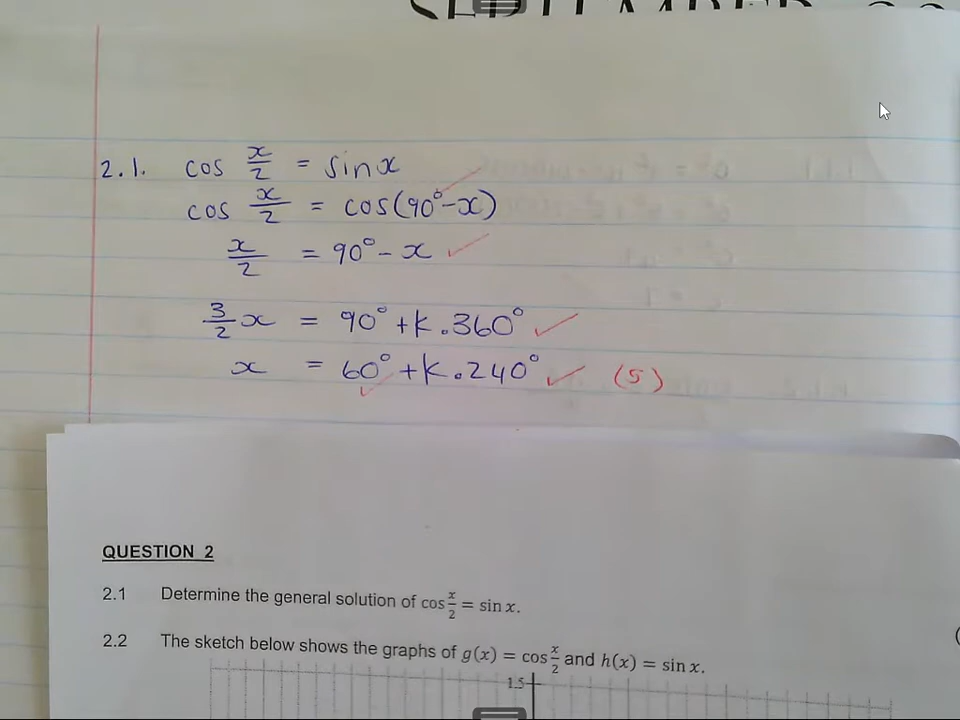 2.1. cos x/2 = sin x
cos x/2 = cos(90° - x)
x/2 = 90° - x
3/2 x = 90° + k.360°
x = 60° + k.240° (5)
QUESTION 2
2.1 Determine the general solution of cos x/2 = sin x.
2.2 The sketch below shows the graphs of g(x) = cos x/2 and h(x) = sin x.
1.5